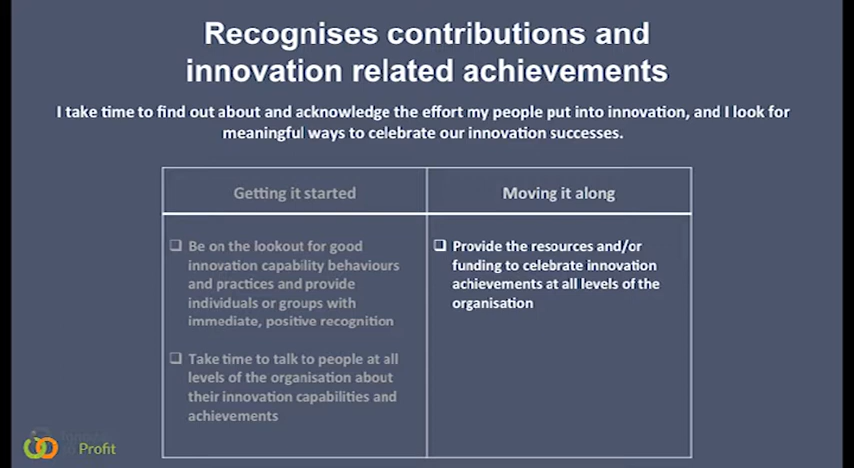 Recognises contributions and
innovation related achievements
I take time to find out about and acknowledge the effort my people put into innovation, and I look for
meaningful ways to celebrate our innovation successes.
Getting it started
Moving it along
❑ Be on the lookout for good
innovation capability behaviours
and practices and provide
individuals or groups with
immediate, positive recognition
❑ Take time to talk to people at all
levels of the organisation about
their innovation capabilities and
achievements
❑ Provide the resources and/or
funding to celebrate innovation
achievements at all levels of the
organisation
Profit